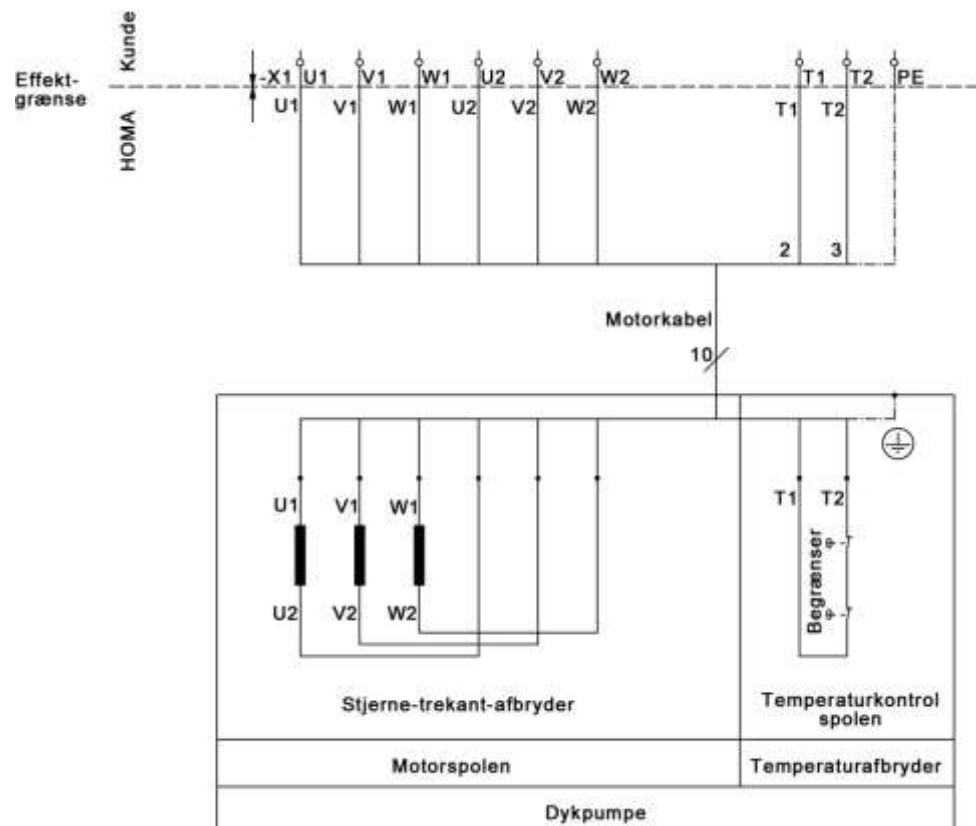 Kunde
Effekt-
grænse
HOMA
-X1 U1 V1 W1 U2 V2 W2 T1 T2 PE
U1 V1 W1 U2 V2 W2 T1 T2
2 3
Motorkabel
10
U1 V1 W1 T1 T2
Begrænser
U2 V2 W2
Stjerne-trekant-afbryder
Temperaturkontrol
spolen
Motorspolen
Temperaturafbryder
Dykpumpe